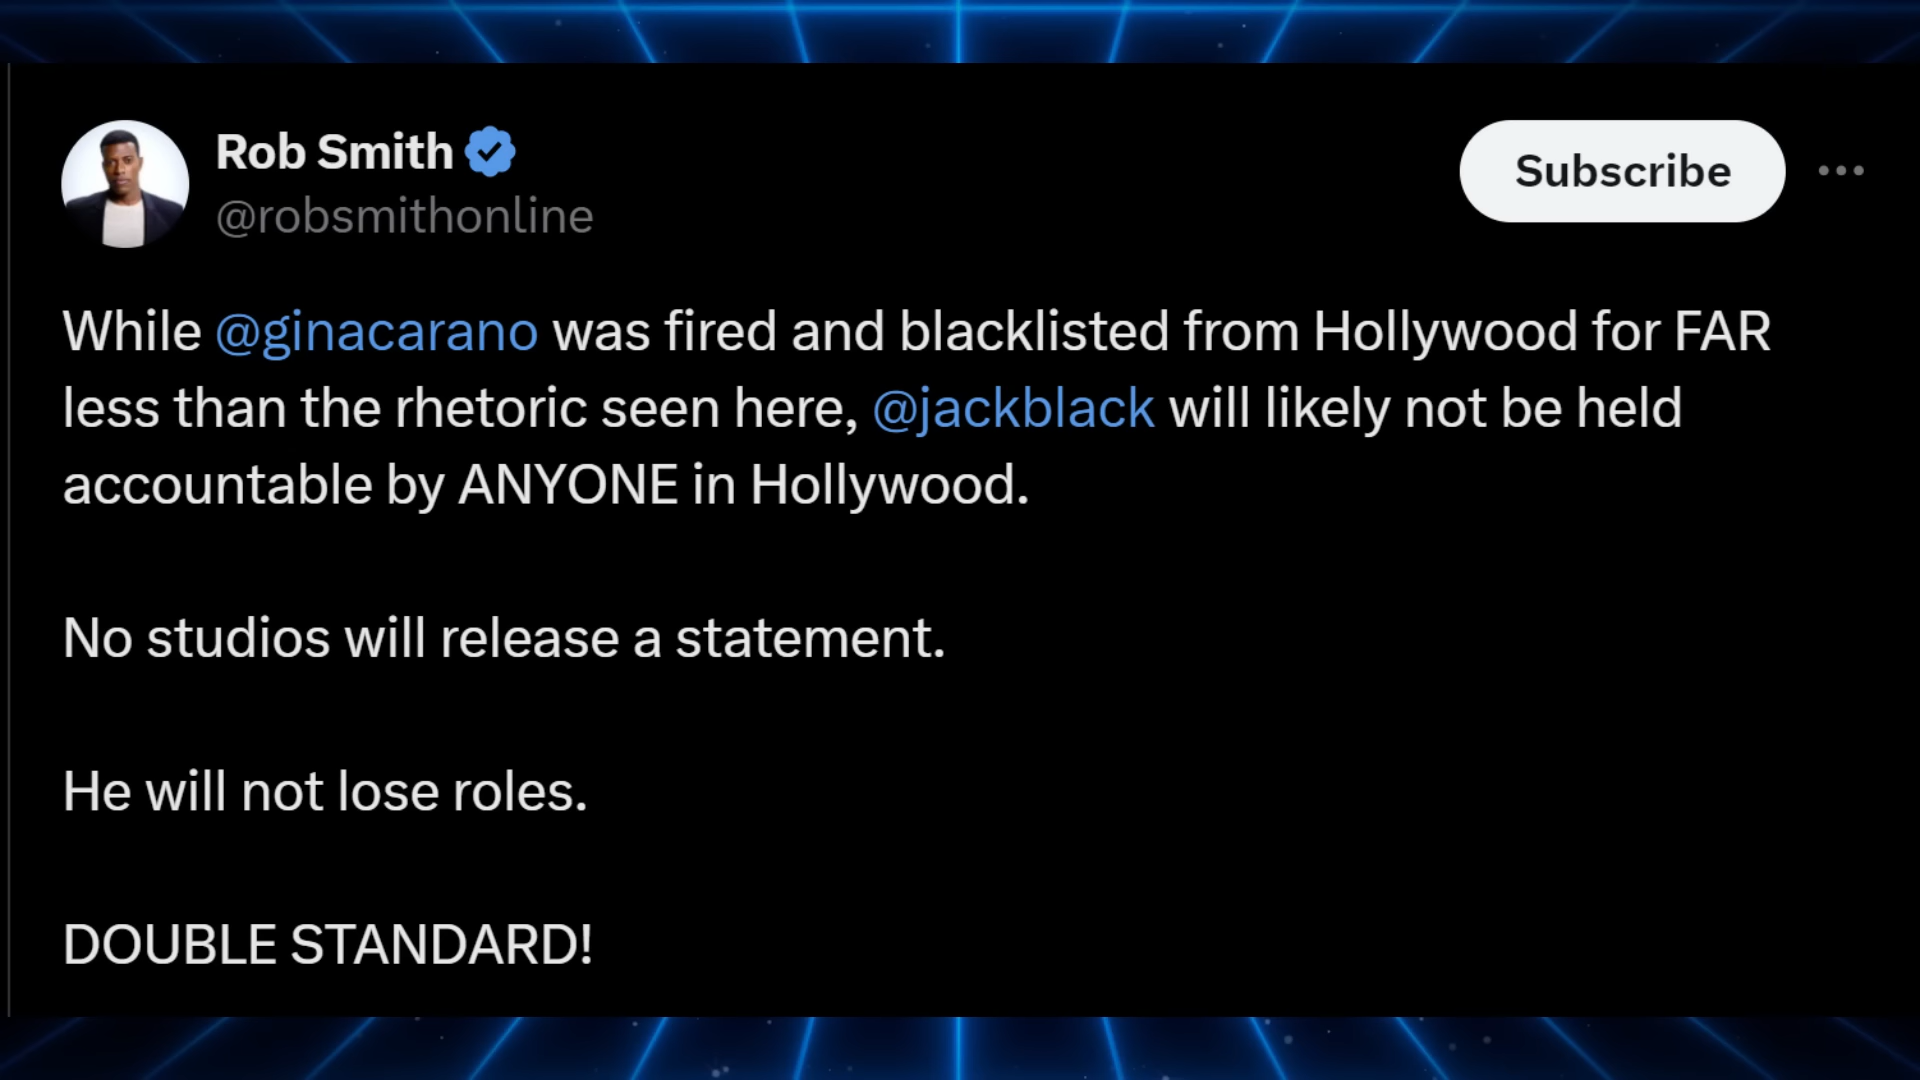 Rob Smith
@robsmithonline
Subscribe
While @ginacarano was fired and blacklisted from Hollywood for FAR
less than the rhetoric seen here, @jackblack will likely not be held
accountable by ANYONE in Hollywood.
No studios will release a statement.
He will not lose roles.
DOUBLE STANDARD!